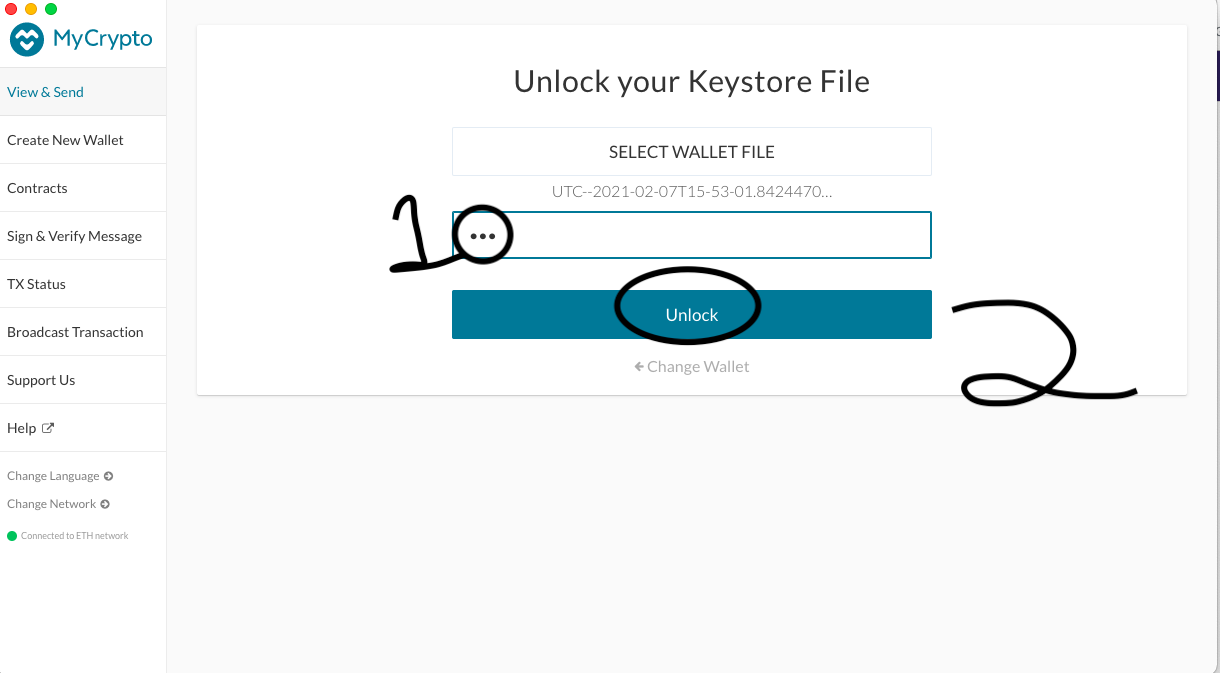 MyCrypto
View & Send
Create New Wallet
Contracts
Sign & Verify Message
TX Status
Broadcast Transaction
Support Us
Help
Change Language
Change Network
Connected to ETH network
Unlock your Keystore File
SELECT WALLET FILE
UTC--2021-02-07T15-53-01.8424470...
1
•••
Unlock
2
Change Wallet